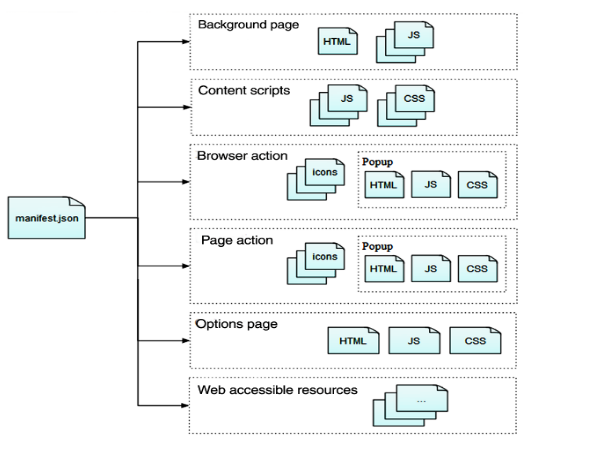 Background page
HTML
JS
Content scripts
JS
CSS
Browser action
icons
Popup
HTML
JS
CSS
manifest.json
Page action
icons
Popup
HTML
JS
CSS
Options page
HTML
JS
CSS
Web accessible resources
...